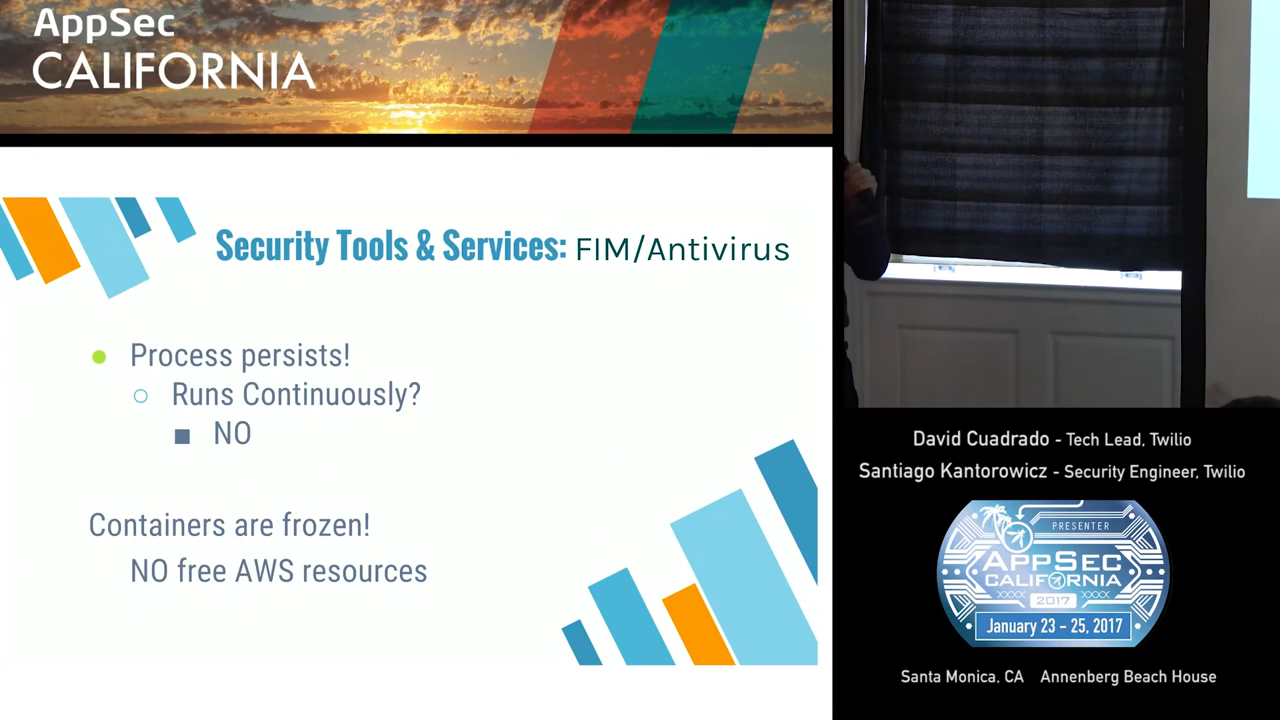 AppSec
CALIFORNIA
Security Tools & Services: FIM/Antivirus
Process persists!
Runs Continuously?
NO
Containers are frozen!
NO free AWS resources
David Cuadrado - Tech Lead, Twilio
Santiago Kantorowicz - Security Engineer, Twilio
PRESENTER
APPSEC
CALIFORNIA
2017
January 23 - 25, 2017
Santa Monica, CA Annenberg Beach House